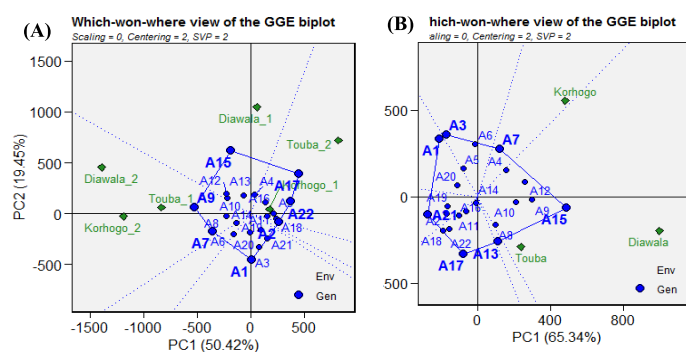 (A)
Which-won-where view of the GGE biplot
Scaling = 0, Centering = 2, SVP = 2
PC2 (19.45%)
1500
1000
500
0
-500
-1500
-1000
-500
0
500
PC1 (50.42%)
Diawala_1
Touba_2
Diawala_2
Touba_1
Korhogo_1
Korhogo_2
A15
A17
A9
A22
A7
A2
A1
A12
A13
A4
A16
A10
A8
A6
A20
A21
A18
A3
Env
Gen
(B)
hich-won-where view of the GGE biplot
aling = 0, Centering = 2, SVP = 2
500
0
-500
0
400
800
PC1 (65.34%)
Korhogo
Diawala
Touba
A3
A1
A7
A15
A13
A17
A6
A5
A4
A20
A14
A12
A19
A9
A10
A11
A8
A18
A22
Env
Gen